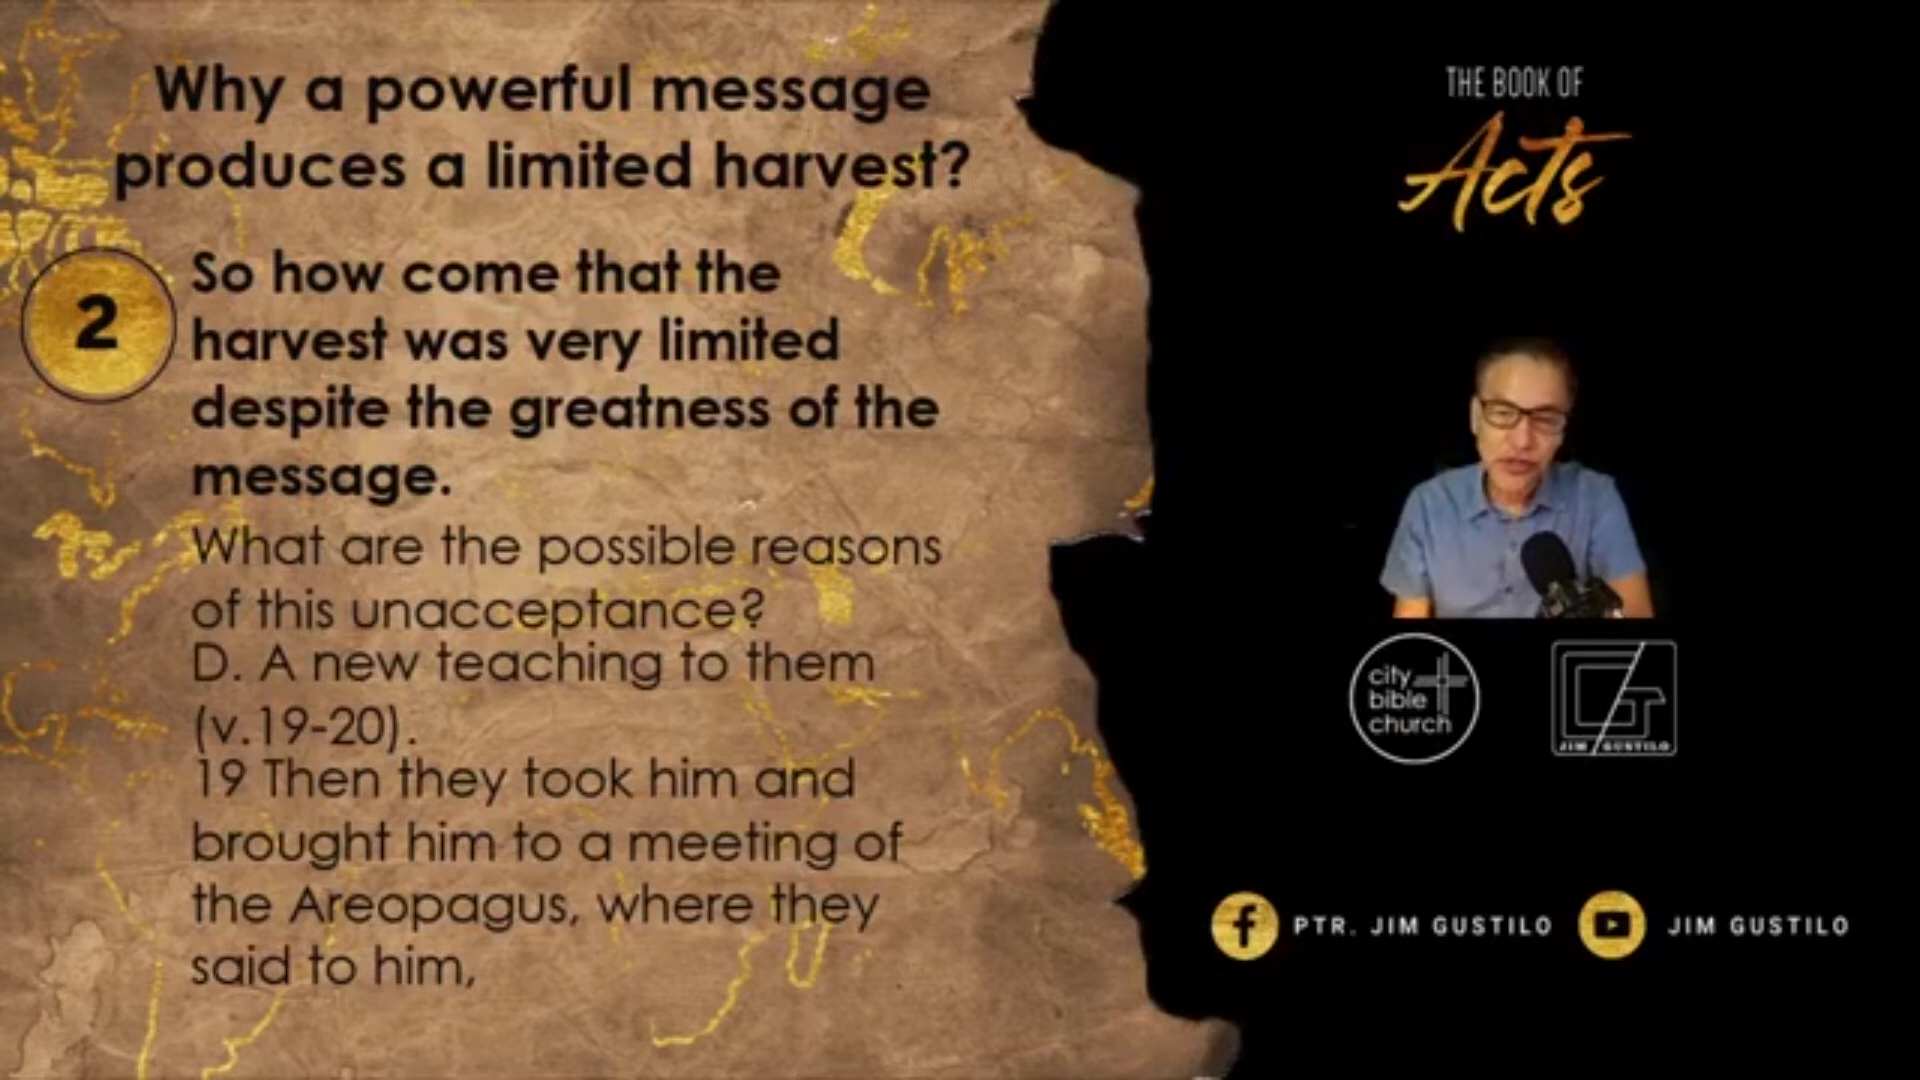 Why a powerful message
produces a limited harvest?
2
So how come that the
harvest was very limited
despite the greatness of the
message.
What are the possible reasons
of this unacceptance?
D. A new teaching to them
(v.19-20).
19 Then they took him and
brought him to a meeting of
the Areopagus, where they
said to him,
THE BOOK OF
Acts
city
bible
church
JIM GUSTILO
PTR. JIM GUSTILO
JIM GUSTILO